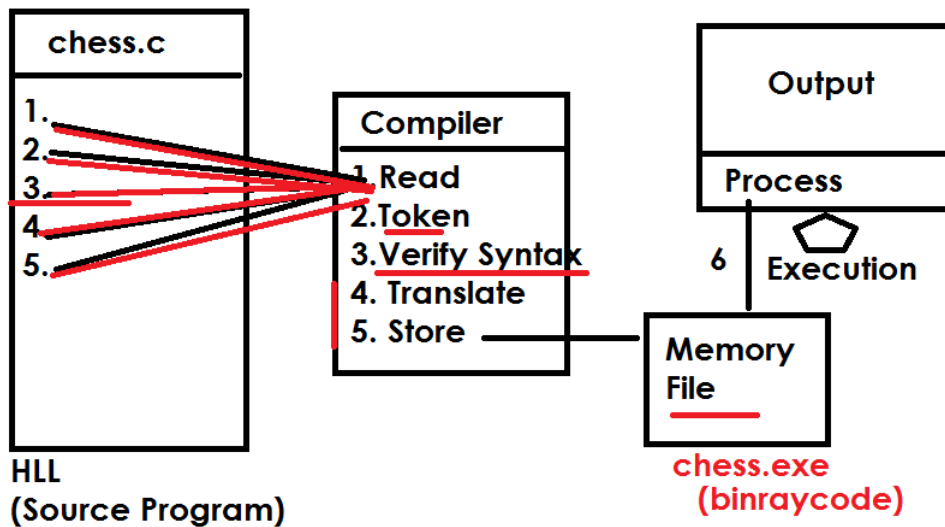 chess.c
1.
2.
3.
4
5.
HLL
(Source Program)
Compiler
1. Read
2. Token
3. Verify Syntax
4. Translate
5. Store
Output
Process
6
Execution
Memory
File
chess.exe
(binraycode)